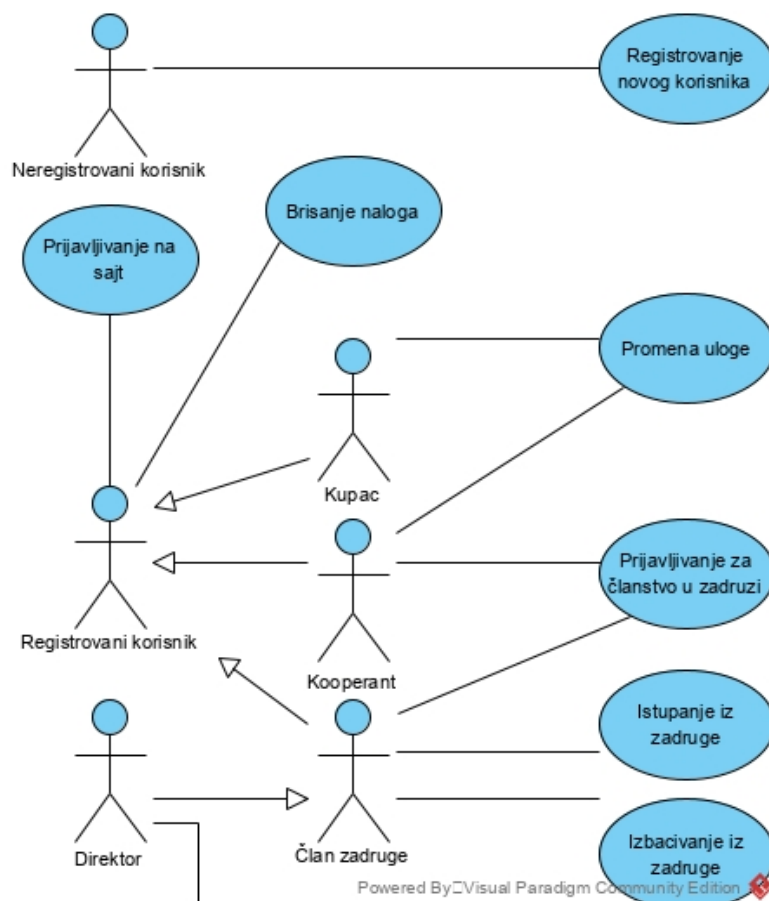 Registrovanje
novog korisnika
Neregistrovani korisnik
Brisanje naloga
Prijavljivanje na
sajt
Promena uloge
Kupac
Prijavljivanje za
članstvo u zadruzi
Registrovani korisnik
Kooperant
Istupanje iz
zadruge
Direktor
Član zadruge
Izbacivanje iz
zadruge
Powered By□Visual Paradigm Community Edition